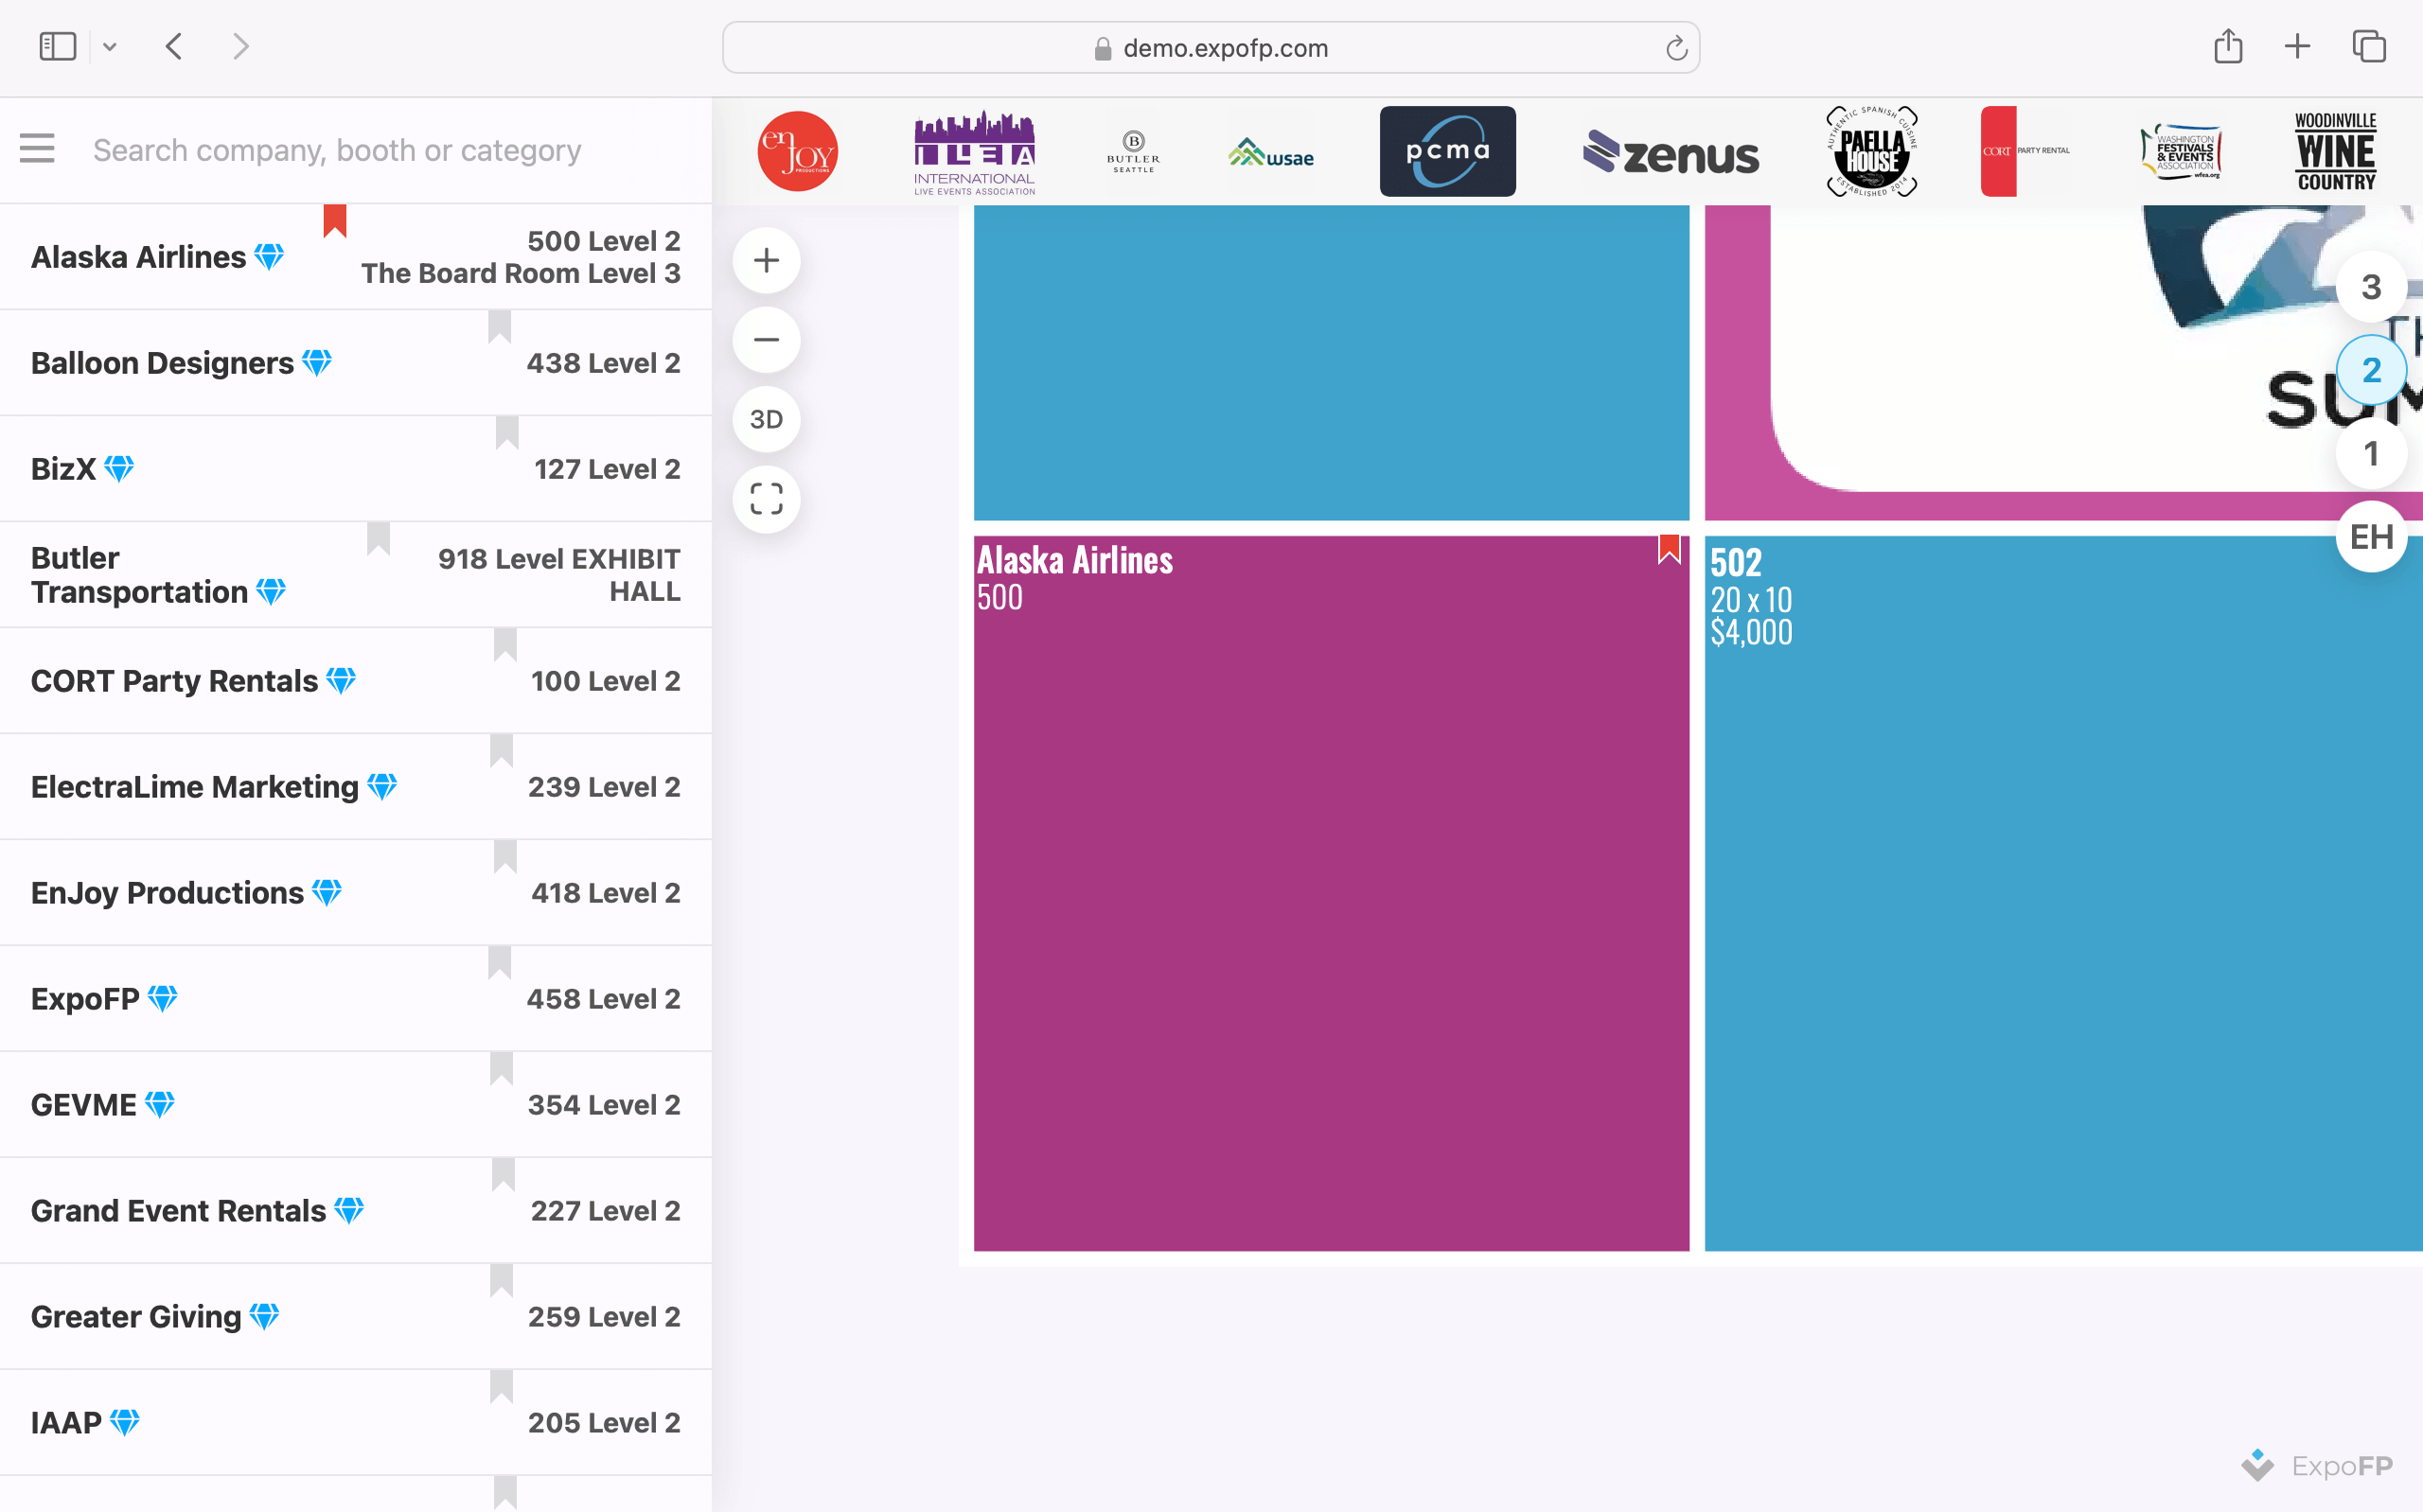 demo.expofp.com
Search company, booth or category
enJOY
PRODUCTIONS
ILEA
INTERNATIONAL
LIVE EVENTS ASSOCIATION
B
BUTLER
SEATTLE
wsae
pcma
zenus
AUTHENTIC SPANISH CUISINE
PAELLA
HOUSE
ESTABLISHED 2014
CORT PARTY RENTAL
WASHINGTON
FESTIVALS
& EVENTS
ASSOCIATION
wfea.org
WOODINVILLE
WINE
COUNTRY
Alaska Airlines
500 Level 2
The Board Room Level 3
Balloon Designers
438 Level 2
BizX
127 Level 2
Butler
Transportation
918 Level EXHIBIT
HALL
CORT Party Rentals
100 Level 2
ElectraLime Marketing
239 Level 2
EnJoy Productions
418 Level 2
ExpoFP
458 Level 2
GEVME
354 Level 2
Grand Event Rentals
227 Level 2
Greater Giving
259 Level 2
IAAP
205 Level 2
3D
3
2
1
EH
Alaska Airlines
500
502
20 x 10
$4,000
ExpoFP